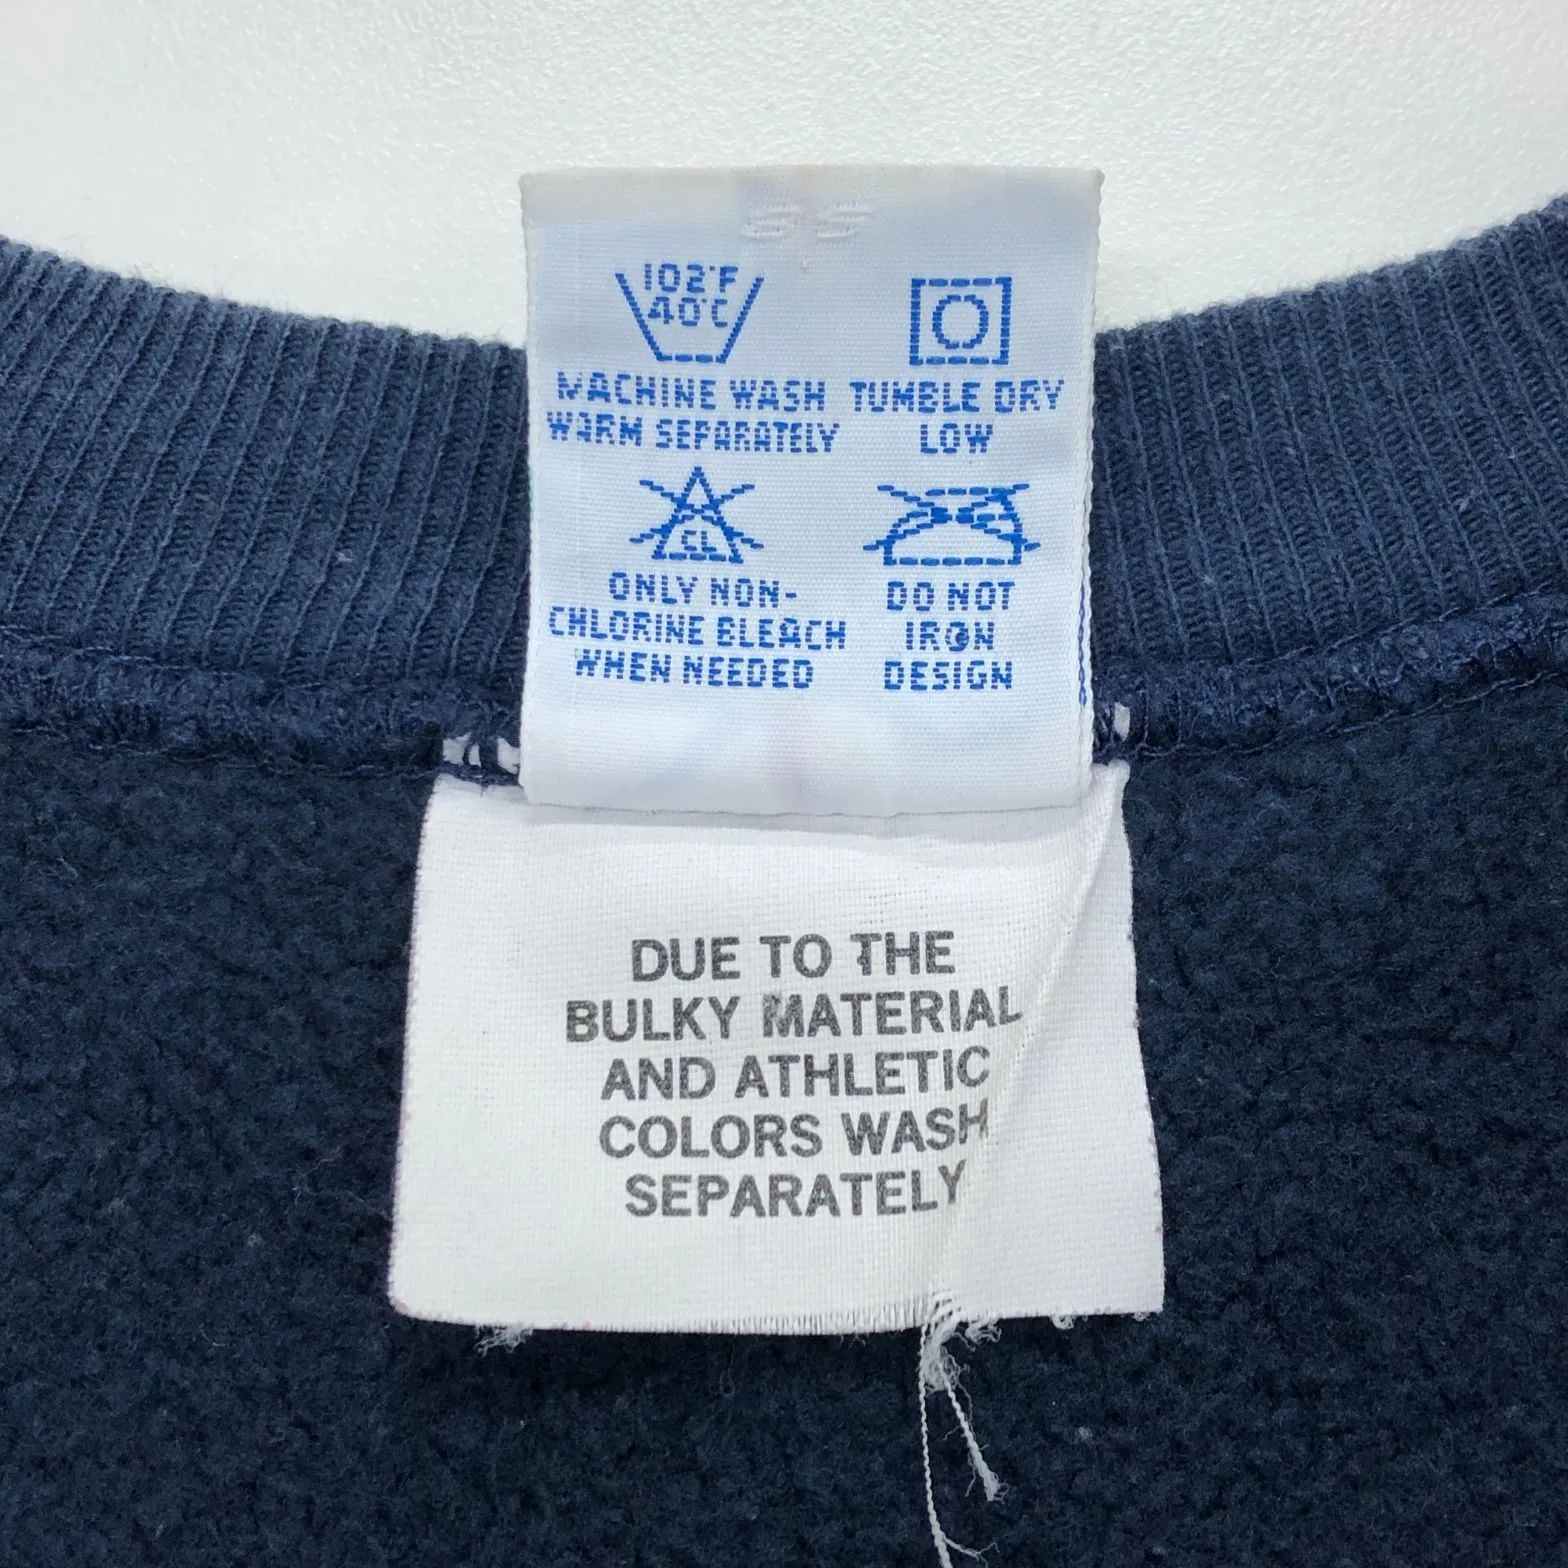 102°F
40°C
MACHINE WASH
WARM SEPARATELY
TUMBLE DRY
LOW
CL
ONLY NON-
CHLORINE BLEACH
WHEN NEEDED
DO NOT
IRON
DESIGN
DUE TO THE
BULKY MATERIAL
AND ATHLETIC
COLORS WASH
SEPARATELY